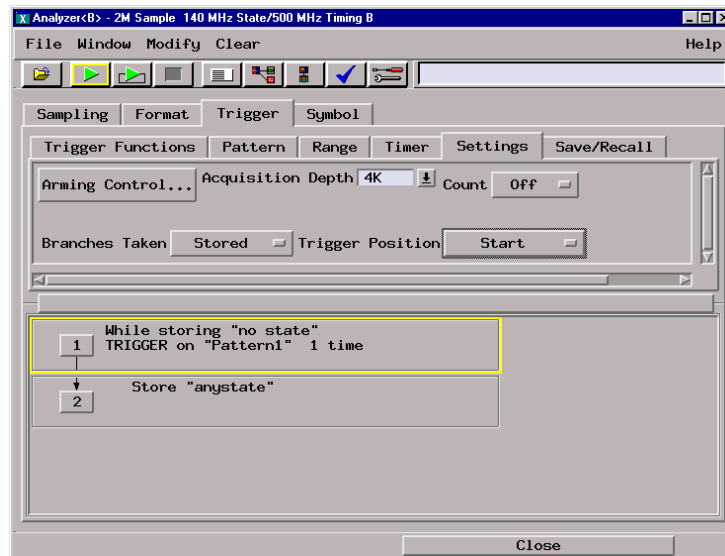 Analyzer<B> - 2M Sample 140 MHz State/500 MHz Timing B
File Window Modify Clear Help
Sampling Format Trigger Symbol
Trigger Functions Pattern Range Timer Settings Save/Recall
Arming Control... Acquisition Depth 4K Count Off
Branches Taken Stored Trigger Position Start
While storing "no state"
1 TRIGGER on "Pattern1" 1 time
Store "anystate"
2
Close